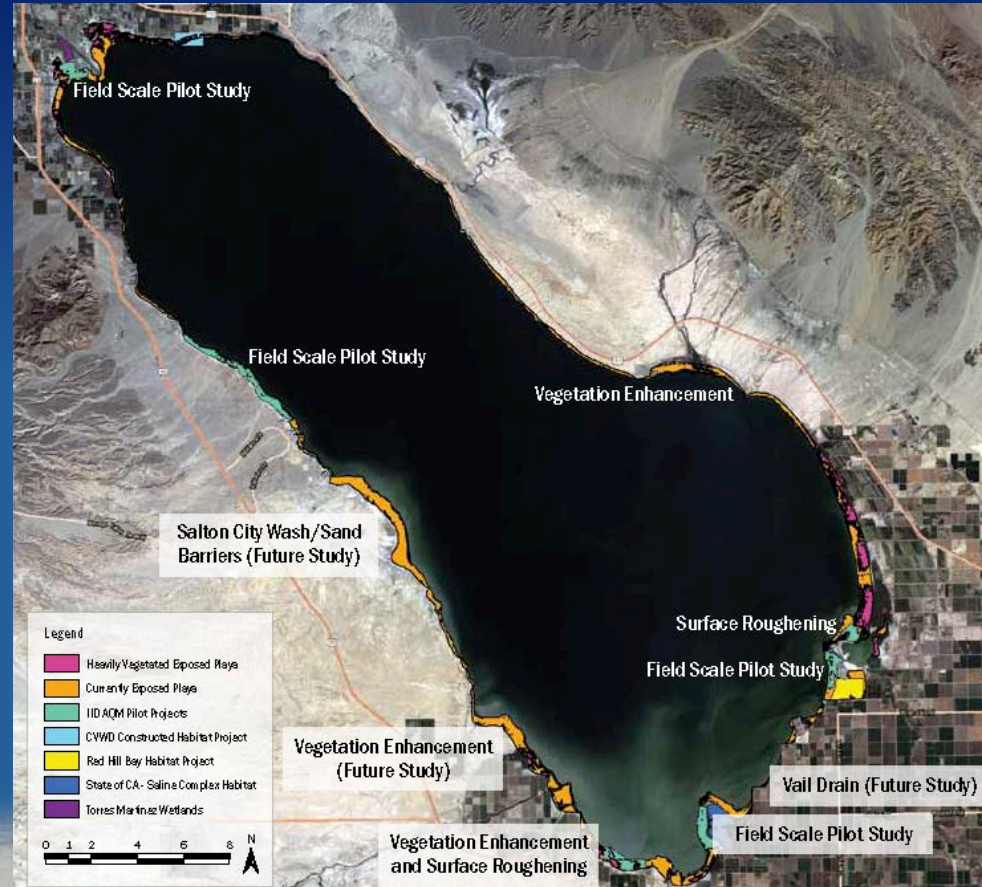 Field Scale Pilot Study
Field Scale Pilot Study
Vegetation Enhancement
Salton City Wash/Sand
Barriers (Future Study)
Surface Roughening
Field Scale Pilot Study
Vegetation Enhancement
(Future Study)
Vail Drain (Future Study)
Field Scale Pilot Study
Vegetation Enhancement
and Surface Roughening
Legend
Heavily Vegetated Exposed Playa
Currently Exposed Playa
IID AQM Pilot Projects
CVWD Constructed Habitat Project
Red Hill Bay Habitat Project
State of CA - Saline Complex Habitat
Torres Martinez Wetlands
0 1 2 4 6 8
N